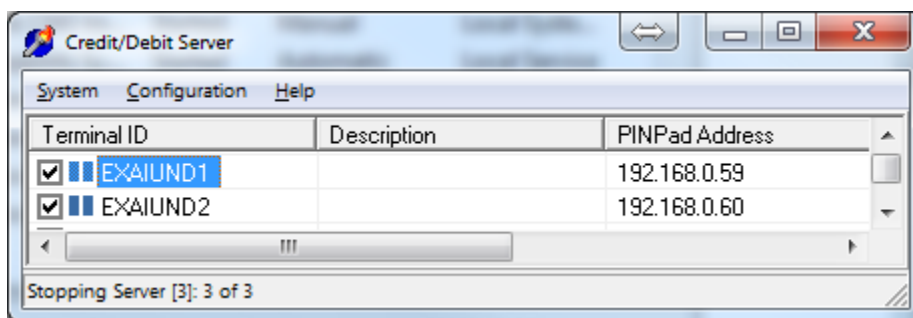 Credit/Debit Server
System Configuration Help
Terminal ID Description PINPad Address
EXAIUND1 192.168.0.59
EXAIUND2 192.168.0.60
Stopping Server [3]: 3 of 3